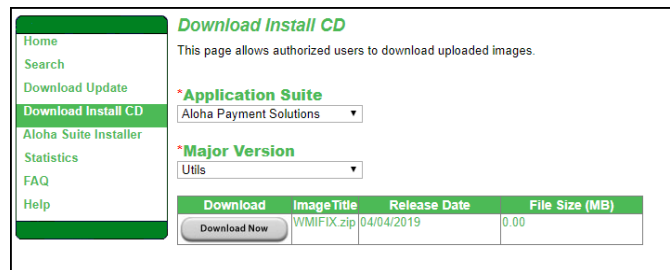 Home
Search
Download Update
Download Install CD
Aloha Suite Installer
Statistics
FAQ
Help
Download Install CD
This page allows authorized users to download uploaded images.
*Application Suite
Aloha Payment Solutions
*Major Version
Utils
Download ImageTitle Release Date File Size (MB)
Download Now WMIFIX.zip 04/04/2019 0.00